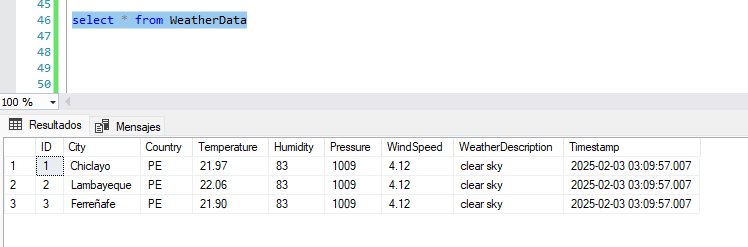 45
46 select * from WeatherData
47
48
49
50
100 %
Resultados Mensajes
ID City Country Temperature Humidity Pressure WindSpeed WeatherDescription Timestamp
1 1 Chiclayo PE 21.97 83 1009 4.12 clear sky 2025-02-03 03:09:57.007
2 2 Lambayeque PE 22.06 83 1009 4.12 clear sky 2025-02-03 03:09:57.007
3 3 Ferreñafe PE 21.90 83 1009 4.12 clear sky 2025-02-03 03:09:57.007